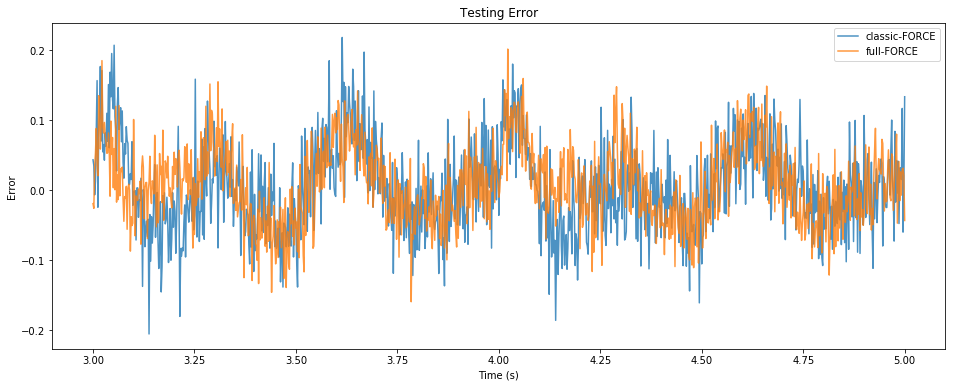 Testing Error
classic-FORCE
full-FORCE
0.2
0.1
0.0
−0.1
−0.2
Error
3.00 3.25 3.50 3.75 4.00 4.25 4.50 4.75 5.00
Time (s)